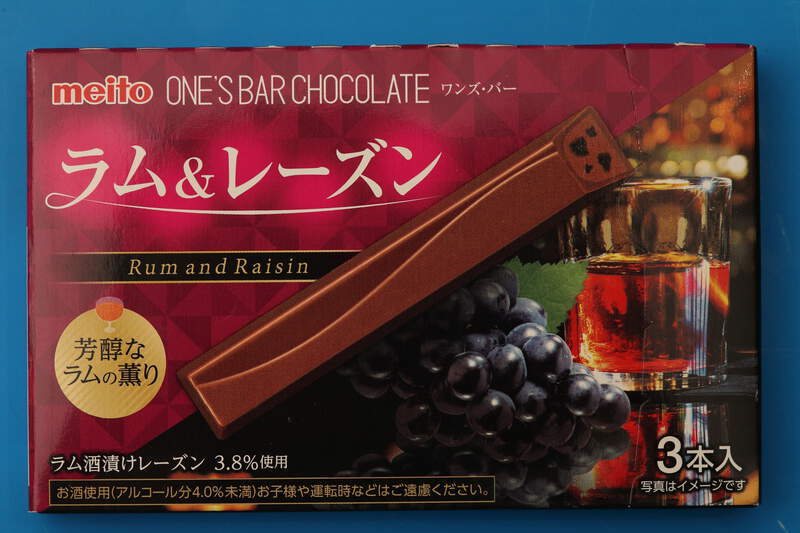 meito ONE'S BAR CHOCOLATE ワンズ・バー
ラム&レーズン
Rum and Raisin
芳醇な
ラムの薫り
ラム酒漬けレーズン 3.8%使用
お酒使用(アルコール分4.0%未満)お子様や運転時などはご遠慮ください。
3本入
写真はイメージです